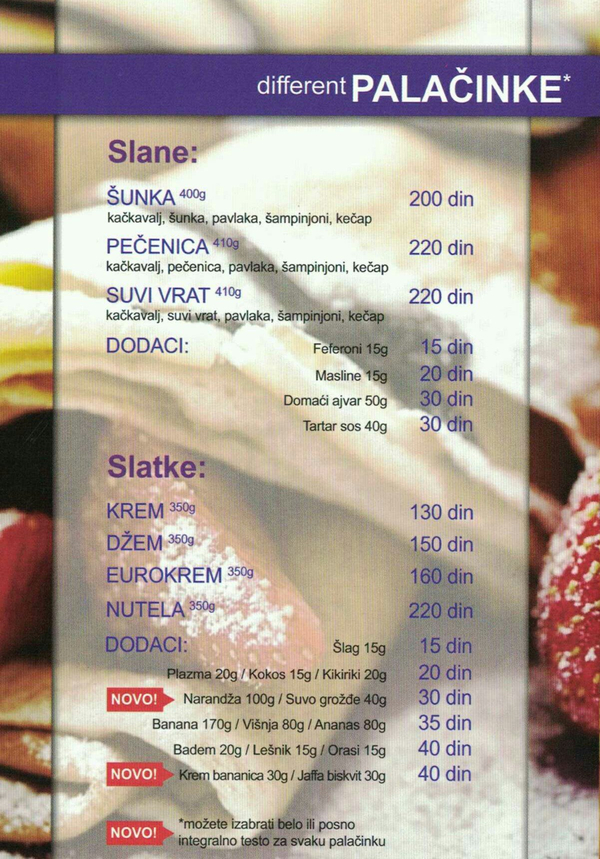 different PALAČINKE*
Slane:
ŠUNKA 400g 200 din
kačkavalj, šunka, pavlaka, šampinjoni, kečap
PEČENICA 410g 220 din
kačkavalj, pečenica, pavlaka, šampinjoni, kečap
SUVI VRAT 410g 220 din
kačkavalj, suvi vrat, pavlaka, šampinjoni, kečap
DODACI: Feferoni 15g 15 din
Masline 15g 20 din
Domaći ajvar 50g 30 din
Tartar sos 40g 30 din
Slatke:
KREM 350g 130 din
DŽEM 350g 150 din
EUROKREM 350g 160 din
NUTELA 350g 220 din
DODACI: Šlag 15g 15 din
Plazma 20g / Kokos 15g / Kikiriki 20g 20 din
NOVO! Narandža 100g / Suvo grožđe 40g 30 din
Banana 170g / Višnja 80g / Ananas 80g 35 din
Badem 20g / Lešnik 15g / Orasi 15g 40 din
NOVO! Krem bananica 30g / Jaffa biskvit 30g 40 din
NOVO! *možete izabrati belo ili posno
integralno testo za svaku palačinku